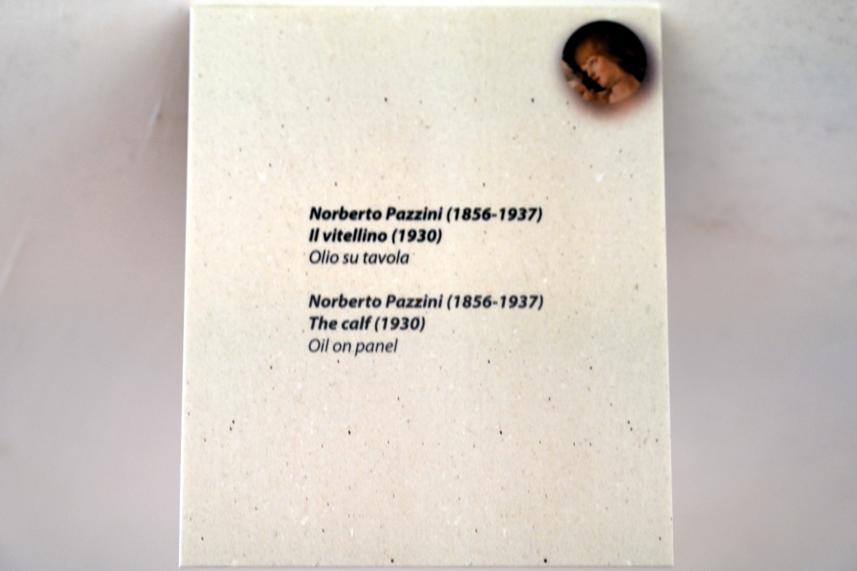 Norberto Pazzini (1856-1937)
Il vitellino (1930)
Olio su tavola
Norberto Pazzini (1856-1937)
The calf (1930)
Oil on panel